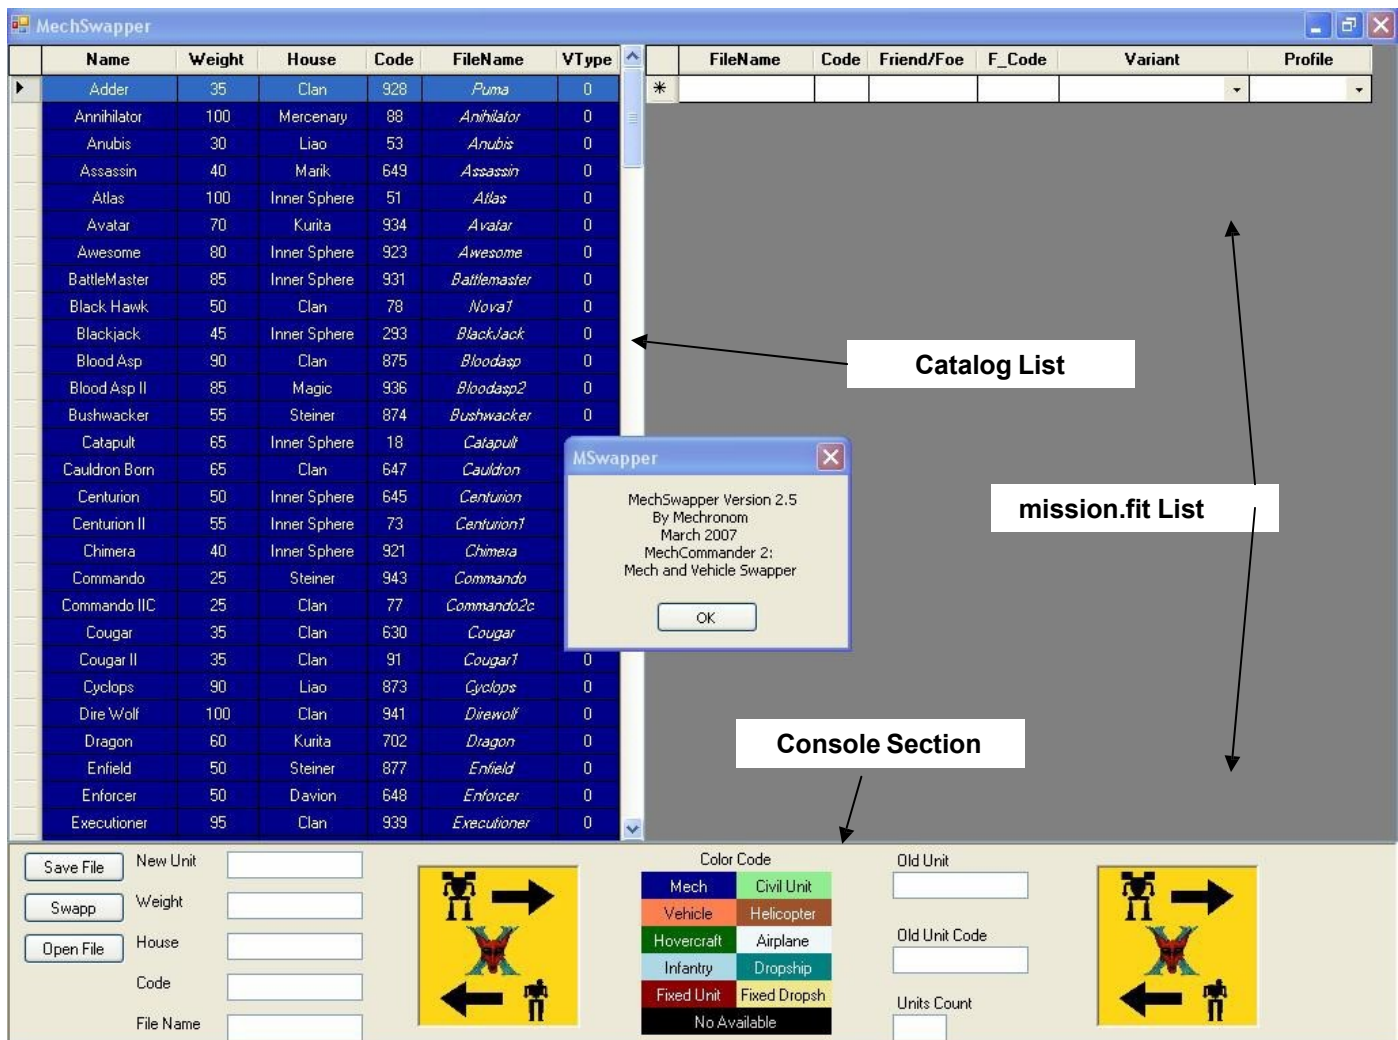 MechSwapper
Name Weight House Code FileName VType
Adder 35 Clan 928 Puma 0
Annihilator 100 Mercenary 88 Anihilator 0
Anubis 30 Liao 53 Anubis 0
Assassin 40 Marik 649 Assassin 0
Atlas 100 Inner Sphere 51 Atlas 0
Avatar 70 Kurita 934 Avatar 0
Awesome 80 Inner Sphere 923 Awesome 0
BattleMaster 85 Inner Sphere 931 Battlemaster 0
Black Hawk 50 Clan 78 Nova1 0
Blackjack 45 Inner Sphere 293 BlackJack 0
Blood Asp 90 Clan 875 Bloodasp 0
Blood Asp II 85 Magic 936 Bloodasp2 0
Bushwacker 55 Steiner 874 Bushwacker 0
Catapult 65 Inner Sphere 18 Catapult
Cauldron Born 65 Clan 647 Cauldron
Centurion 50 Inner Sphere 645 Centurion
Centurion II 55 Inner Sphere 73 Centurion1
Chimera 40 Inner Sphere 921 Chimera
Commando 25 Steiner 943 Commando
Commando IIC 25 Clan 77 Commando2c
Cougar 35 Clan 630 Cougar
Cougar II 35 Clan 91 Cougar1 0
Cyclops 90 Liao 873 Cyclops 0
Dire Wolf 100 Clan 941 Direwolf 0
Dragon 60 Kurita 702 Dragon 0
Enfield 50 Steiner 877 Enfield 0
Enforcer 50 Davion 648 Enforcer 0
Executioner 95 Clan 939 Executioner 0
FileName Code Friend/Foe F_Code Variant Profile
Catalog List
mission.fit List
Console Section
MSwapper
MechSwapper Version 2.5
By Mechronom
March 2007
MechCommander 2:
Mech and Vehicle Swapper
OK
Save File
Swapp
Open File
New Unit
Weight
House
Code
File Name
Color Code
Mech Civil Unit
Vehicle Helicopter
Hovercraft Airplane
Infantry Dropship
Fixed Unit Fixed Dropsh
No Available
Old Unit
Old Unit Code
Units Count